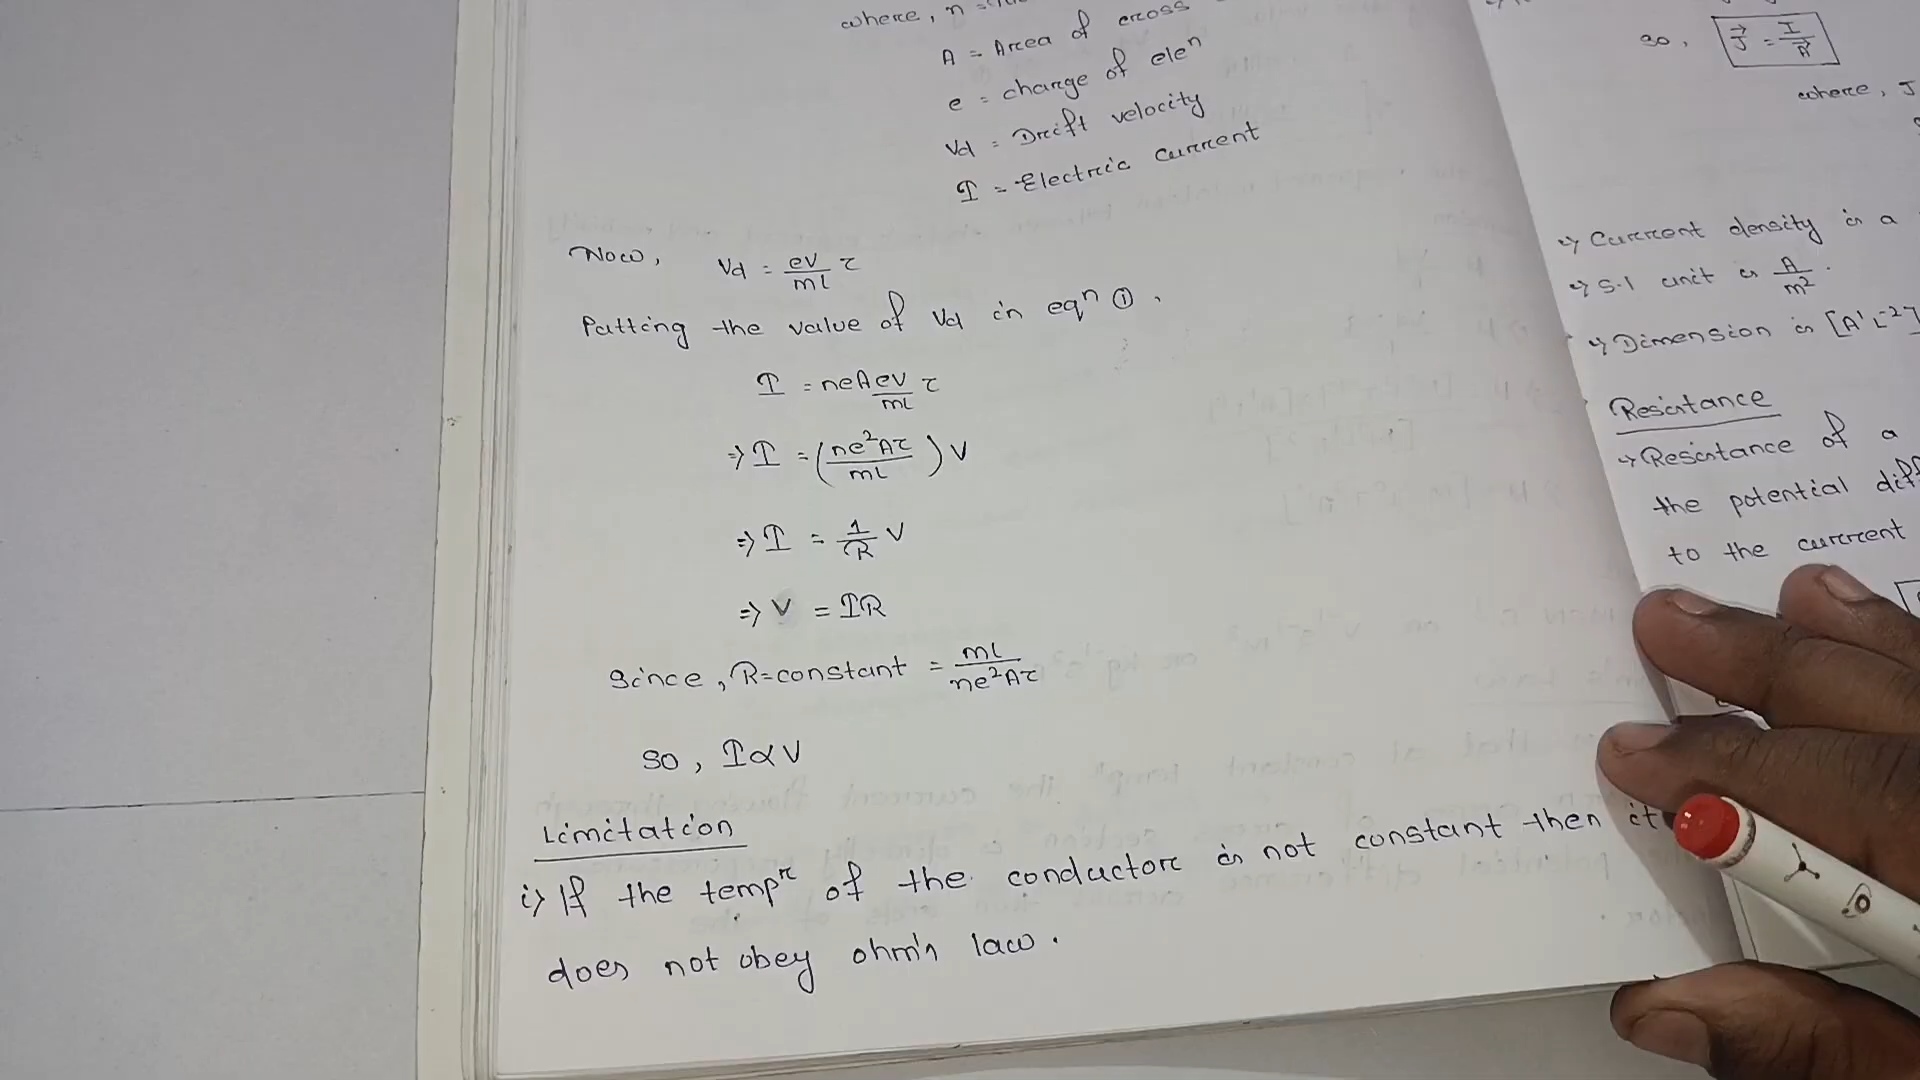 where, n =
A = Area of cross
e = charge of eleⁿ
Vd = Drift velocity
I = Electric current
Now, Vd = eV/ml τ
Putting the value of Vd in eqⁿ ①,
I = neA eV/ml τ
⇒ I = (ne²Aτ/ml) V
⇒ I = 1/R V
⇒ V = IR
Since, R=constant = ml/ne²Aτ
So, I∝V
Limitation
i) If the tempʳ of the conductor is not constant then it
does not obey ohm's law.
so, J⃗ = I/A⃗
where, J
Current density is a
S.I unit is A/m².
Dimension is [A¹L⁻²]
Resistance
→Resistance of a
the potential diff
to the current